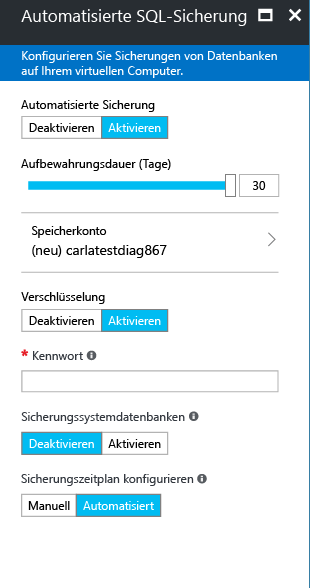 Automatisierte SQL-Sicherung
Konfigurieren Sie Sicherungen von Datenbanken
auf Ihrem virtuellen Computer.
Automatisierte Sicherung
Deaktivieren Aktivieren
Aufbewahrungsdauer (Tage)
30
Speicherkonto
(neu) carlatestdiag867
Verschlüsselung
Deaktivieren Aktivieren
* Kennwort
Sicherungssystemdatenbanken
Deaktivieren Aktivieren
Sicherungszeitplan konfigurieren
Manuell Automatisiert